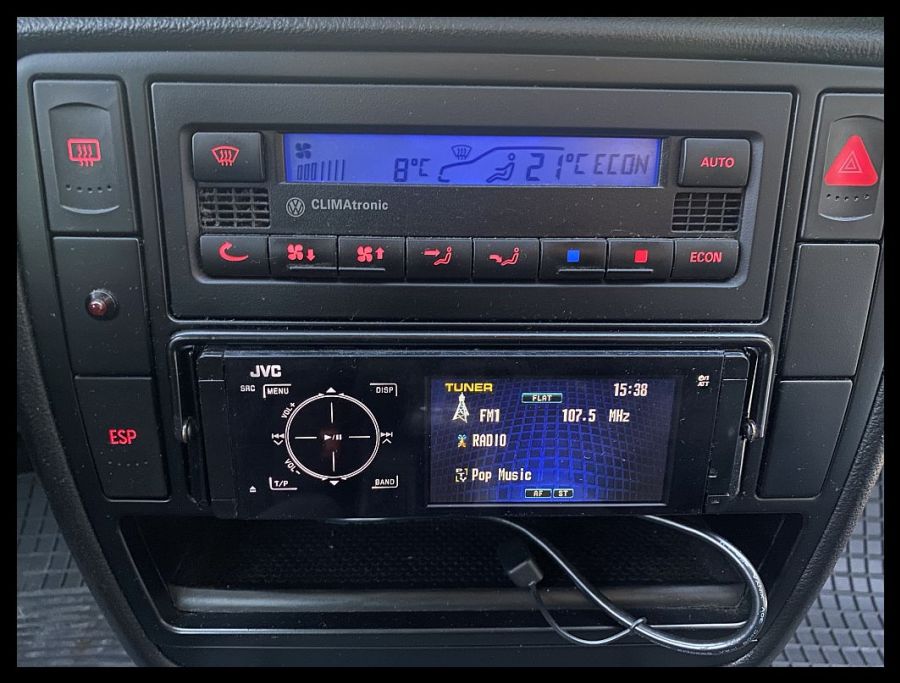 8°C 21°C ECON
AUTO
CLIMAtronic
ECON
ESP
JVC
SRC MENU DISP
VOL+
VOL-
T/P BAND
TUNER 15:38
FLAT
FM1 107.5 MHz
RADIO
Pop Music
AF ST
ATT